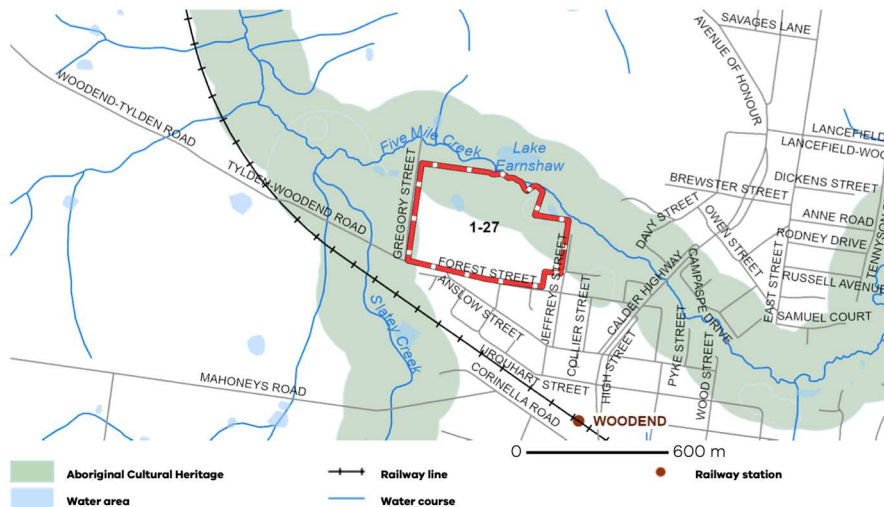 SAVAGES LANE
AVENUE OF HONOUR
WOODEND-TYLDEN ROAD
LANCEFIELD-
LANCEFIELD-WOO
Five Mile Creek
Lake
Earnshaw
GREGORY STREET
TYLDEN-WOODEND ROAD
BREWSTER STREET
DICKENS STREET
DAVY STREET
OWEN STREET
ANNE ROAD
TENNYSON
1-27
RODNEY DRIVE
FOREST STREET
JEFFREYS STREET
CALDER HIGHWAY
CAMPASPE DRIVE
EAST STREET
RUSSELL AVENUE
ANSLOW STREET
COLLIER STREET
SAMUEL COURT
Slatey Creek
URQUHART STREET
HIGH STREET
PYKE STREET
WOOD STREET
MAHONEYS ROAD
CORINELLA ROAD
WOODEND
0 600 m
Aboriginal Cultural Heritage
Railway line
Railway station
Water area
Water course